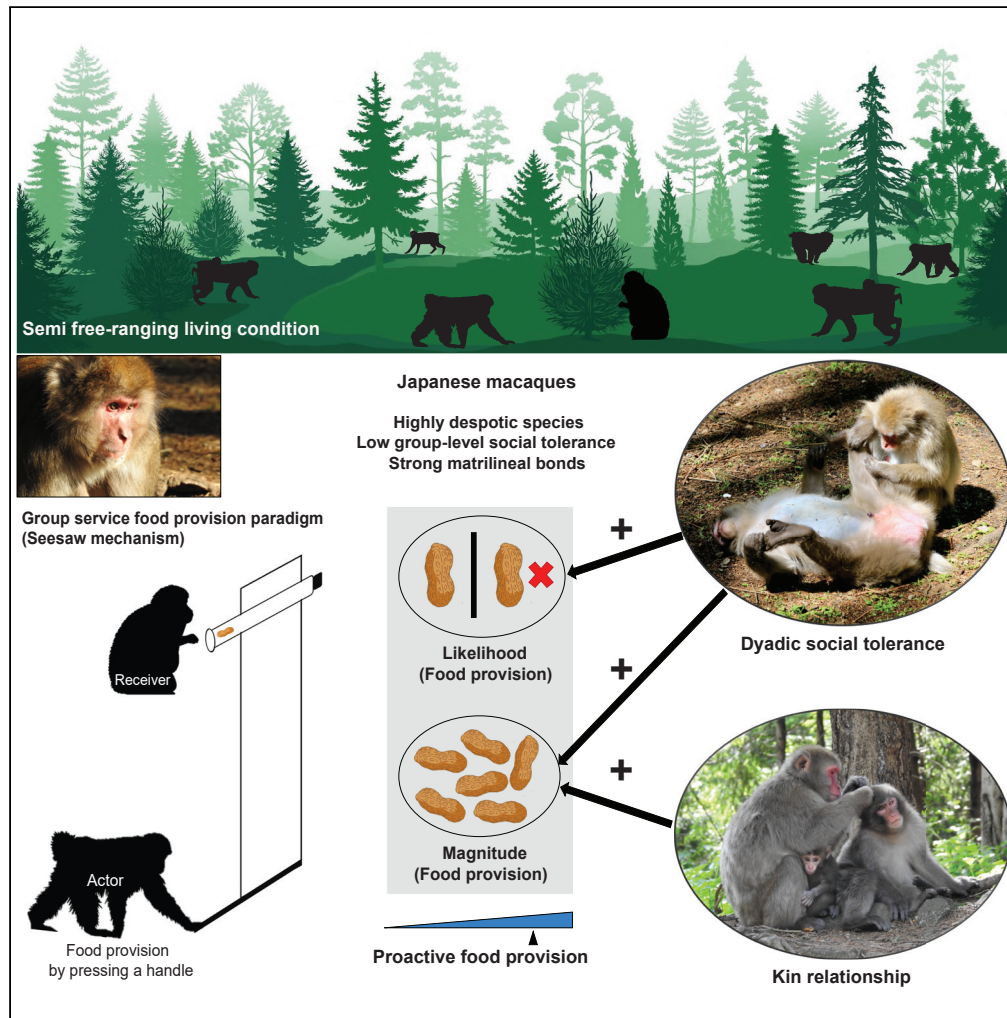 Semi free-ranging living condition
Japanese macaques
Highly despotic species
Low group-level social tolerance
Strong matrilineal bonds
Group service food provision paradigm
(Seesaw mechanism)
Receiver
Actor
Food provision
by pressing a handle
+
Likelihood
(Food provision)
+
Magnitude
(Food provision)
+
Proactive food provision
Dyadic social tolerance
Kin relationship